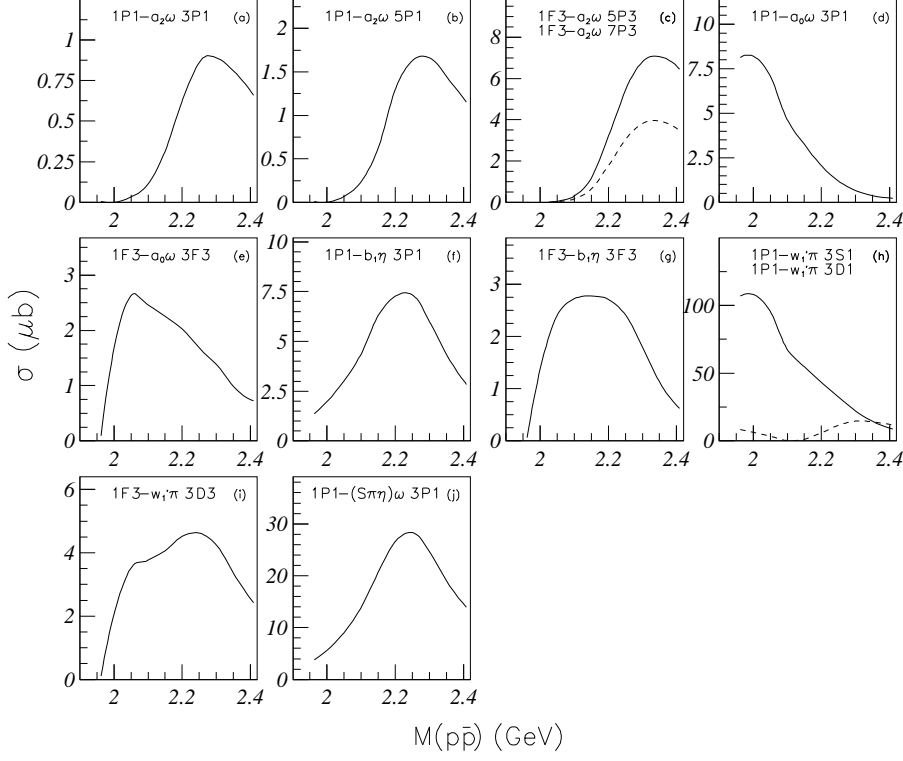 1P1–a₂ω 3P1 (a)
1
0.75
0.5
0.25
0
2 2.2 2.4
1P1–a₂ω 5P1 (b)
2
1.5
1
0.5
0
2 2.2 2.4
1F3–a₂ω 5P3 (c)
1F3–a₂ω 7P3
8
6
4
2
0
2 2.2 2.4
1P1–a₀ω 3P1 (d)
10
7.5
5
2.5
0
2 2.2 2.4
1F3–a₀ω 3F3 (e)
3
2
1
0
2 2.2 2.4
1P1–b₁η 3P1 (f)
10
7.5
5
2.5
0
2 2.2 2.4
1F3–b₁η 3F3 (g)
3
2
1
0
2 2.2 2.4
1P1–w₁'π 3S1 (h)
1P1–w₁'π 3D1
100
50
0
2 2.2 2.4
1F3–w₁'π 3D3 (i)
6
4
2
0
2 2.2 2.4
1P1–(Sπη)ω 3P1 (j)
30
20
10
0
2 2.2 2.4
σ (μb)
M(pp̄) (GeV)